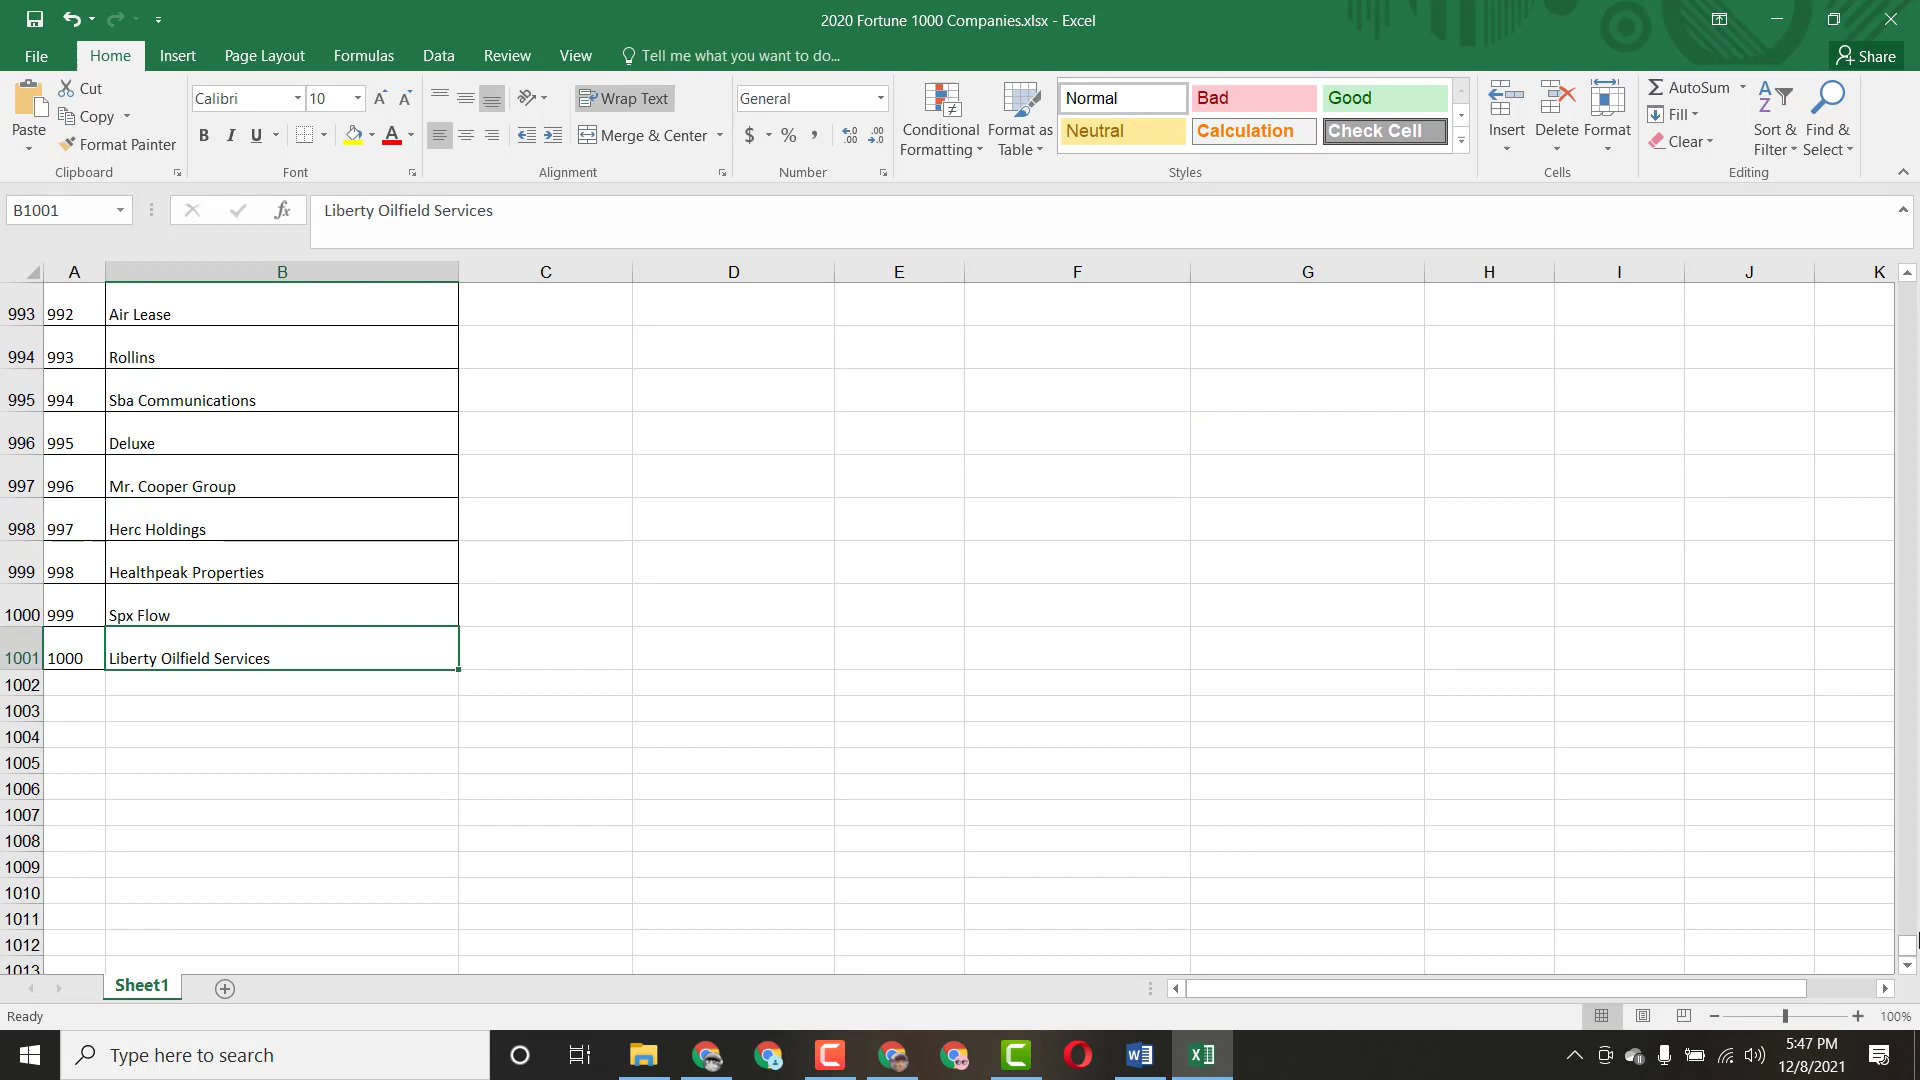 2020 Fortune 1000 Companies.xlsx - Excel
File Home Insert Page Layout Formulas Data Review View Tell me what you want to do... Share
Paste Cut Copy Format Painter Clipboard
Calibri 10 B I U A Font
Wrap Text Merge & Center Alignment
General $ % , Number
Conditional Formatting Format as Table
Normal Bad Good
Neutral Calculation Check Cell
Styles
Insert Delete Format Cells
AutoSum Fill Clear Sort & Filter Find & Select Editing
B1001 fx Liberty Oilfield Services
A B C D E F G H I J K
993 992 Air Lease
994 993 Rollins
995 994 Sba Communications
996 995 Deluxe
997 996 Mr. Cooper Group
998 997 Herc Holdings
999 998 Healthpeak Properties
1000 999 Spx Flow
1001 1000 Liberty Oilfield Services
1002
1003
1004
1005
1006
1007
1008
1009
1010
1011
1012
1013
Sheet1
Ready 100%
Type here to search 5:47 PM
12/8/2021